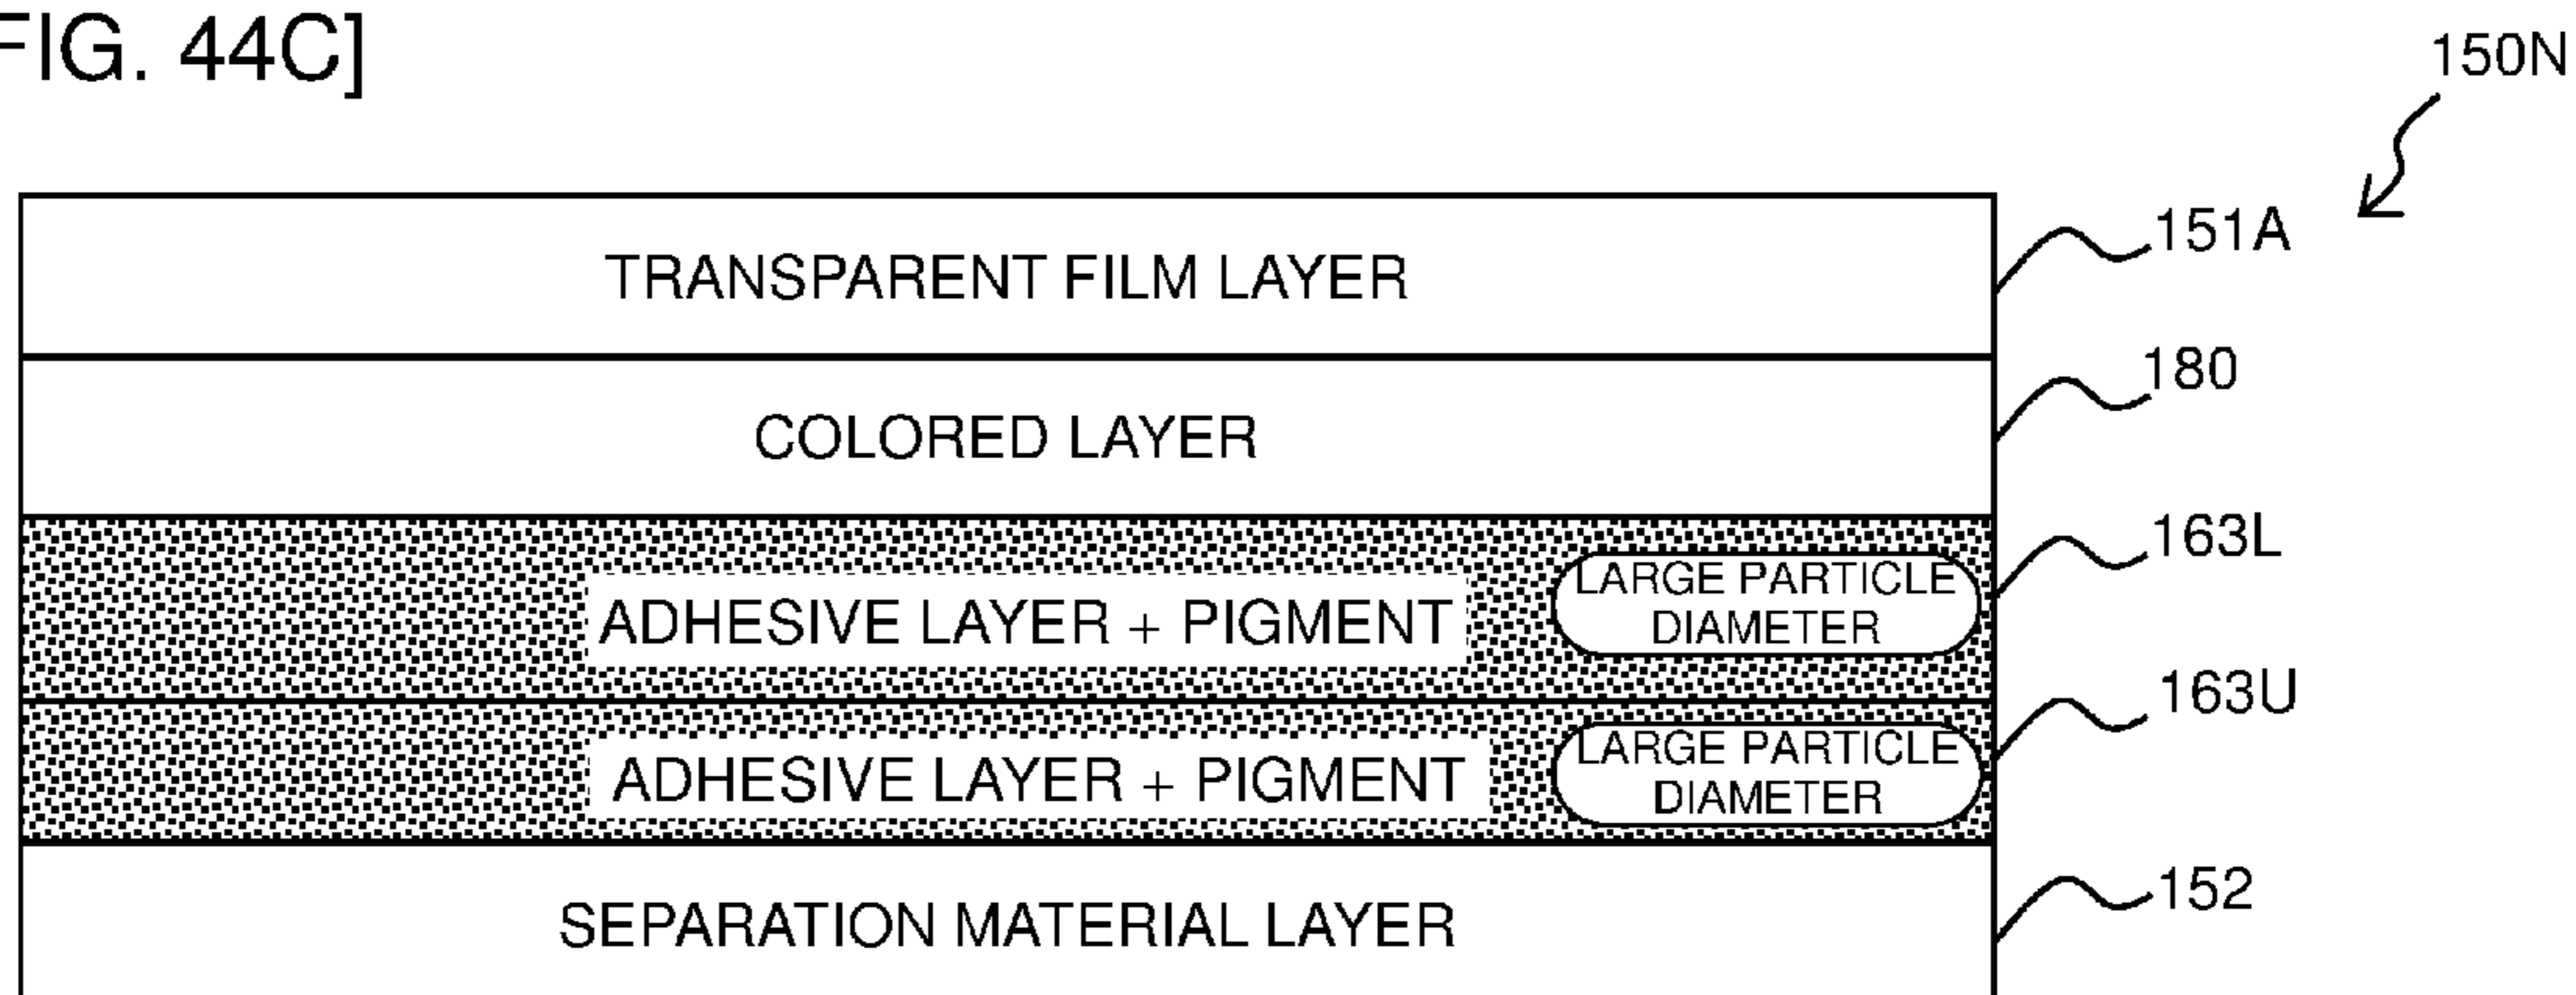 FIG. 44C]
150N
TRANSPARENT FILM LAYER
151A
COLORED LAYER
180
ADHESIVE LAYER + PIGMENT
LARGE PARTICLE
DIAMETER
163L
ADHESIVE LAYER + PIGMENT
LARGE PARTICLE
DIAMETER
163U
SEPARATION MATERIAL LAYER
152